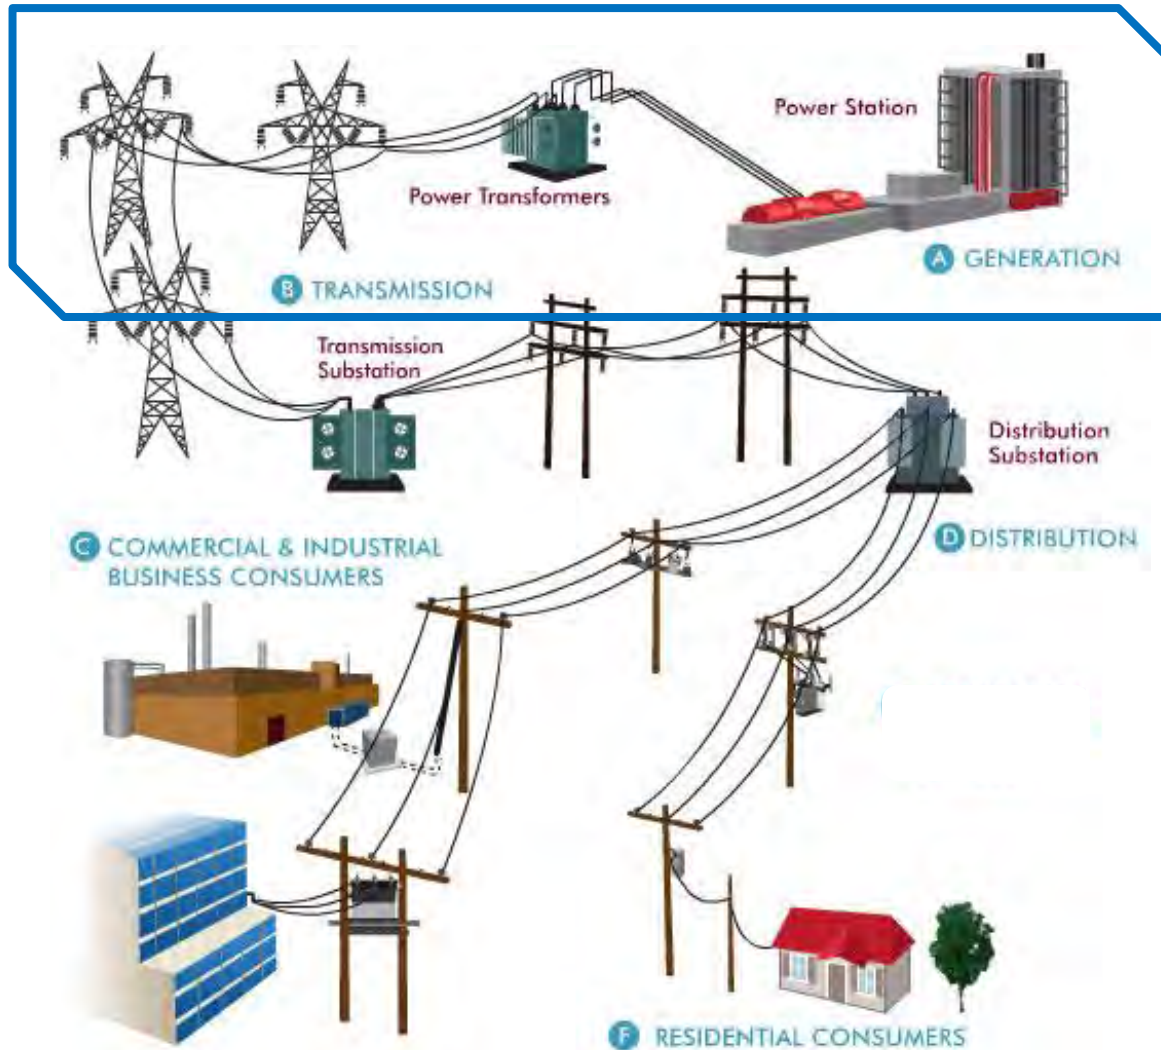 Power Station
Power Transformers
A GENERATION
B TRANSMISSION
Transmission
Substation
Distribution
Substation
C COMMERCIAL & INDUSTRIAL
BUSINESS CONSUMERS
D DISTRIBUTION
F RESIDENTIAL CONSUMERS